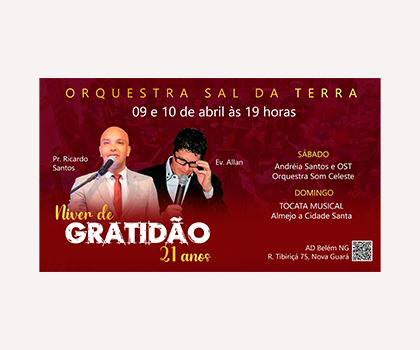 ORQUESTRA SAL DA TERRA
09 e 10 de abril às 19 horas
Pr. Ricardo
Santos
Ev. Allan
SÁBADO
Andréia Santos e OST
Orquestra Som Celeste
DOMINGO
TOCATA MUSICAL
Almejo a Cidade Santa
Niver de
GRATIDÃO
21 anos
AD Belém NG
R. Tibiriçá 75, Nova Guará